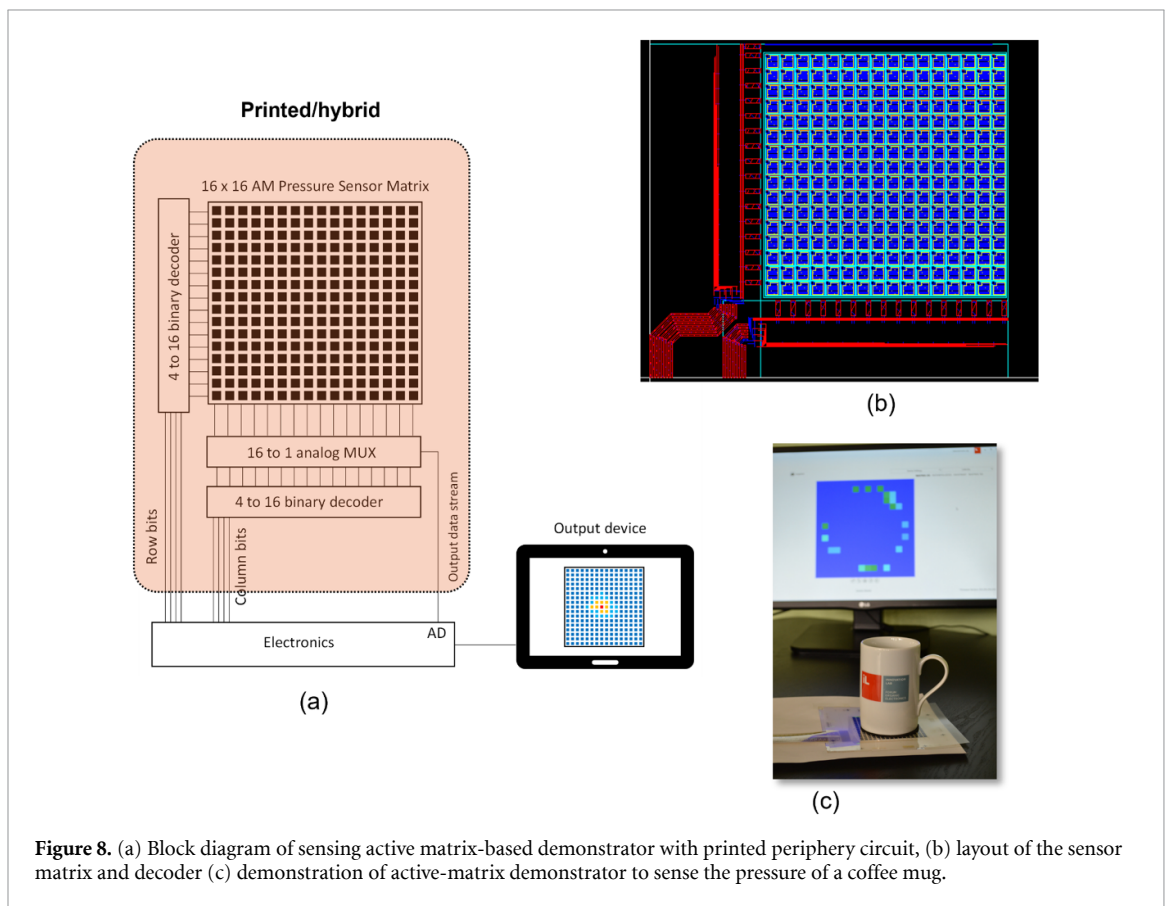 Printed/hybrid
16 x 16 AM Pressure Sensor Matrix
4 to 16 binary decoder
16 to 1 analog MUX
4 to 16 binary decoder
Row bits
Column bits
Output data stream
Output device
AD
Electronics
(a)
(b)
(c)
Figure 8. (a) Block diagram of sensing active matrix-based demonstrator with printed periphery circuit, (b) layout of the sensor
matrix and decoder (c) demonstration of active-matrix demonstrator to sense the pressure of a coffee mug.